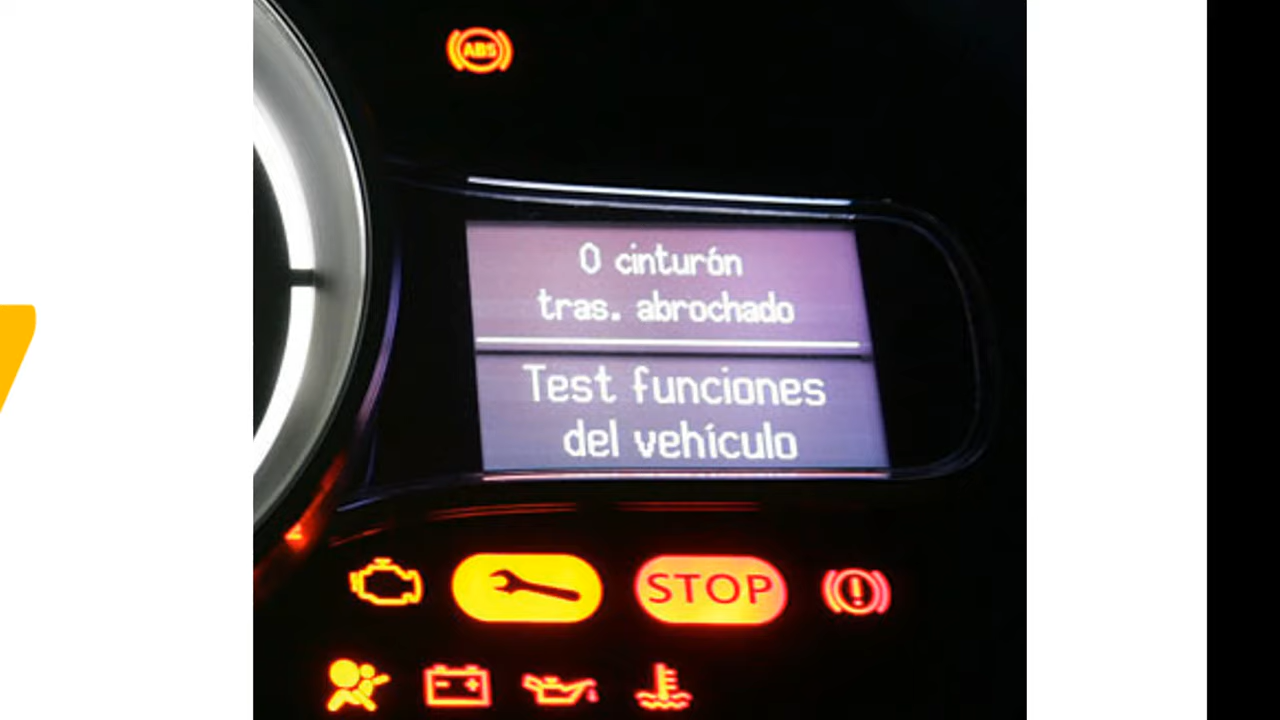 ABS
0 cinturón
tras. abrochado
Test funciones
del vehículo
STOP